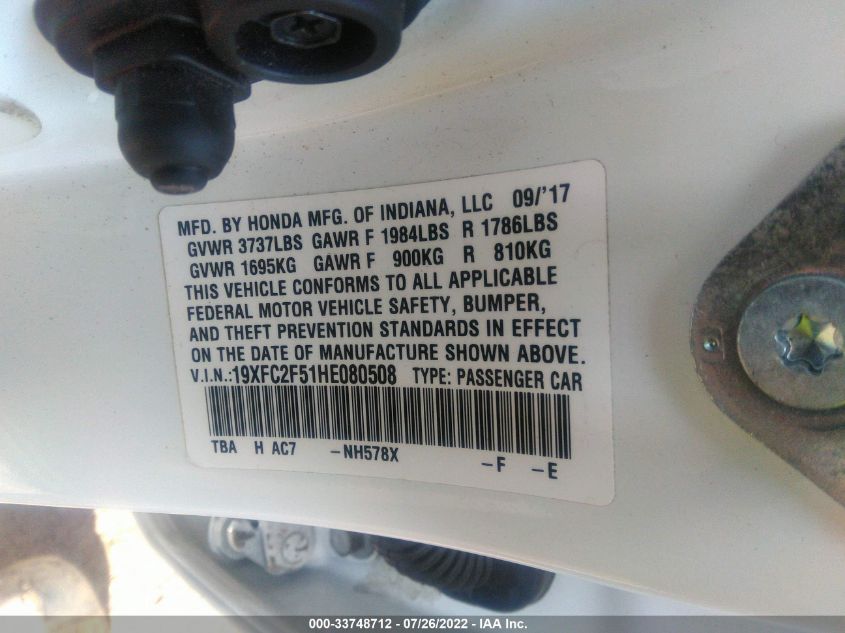 MFD. BY HONDA MFG. OF INDIANA, LLC 09/'17
GVWR 3737LBS GAWR F 1984LBS R 1786LBS
GVWR 1695KG GAWR F 900KG R 810KG
THIS VEHICLE CONFORMS TO ALL APPLICABLE
FEDERAL MOTOR VEHICLE SAFETY, BUMPER,
AND THEFT PREVENTION STANDARDS IN EFFECT
ON THE DATE OF MANUFACTURE SHOWN ABOVE.
V.I.N.:19XFC2F51HE080508 TYPE: PASSENGER CAR
TBA H AC7 -NH578X -F -E
000-33748712 - 07/26/2022 - IAA Inc.